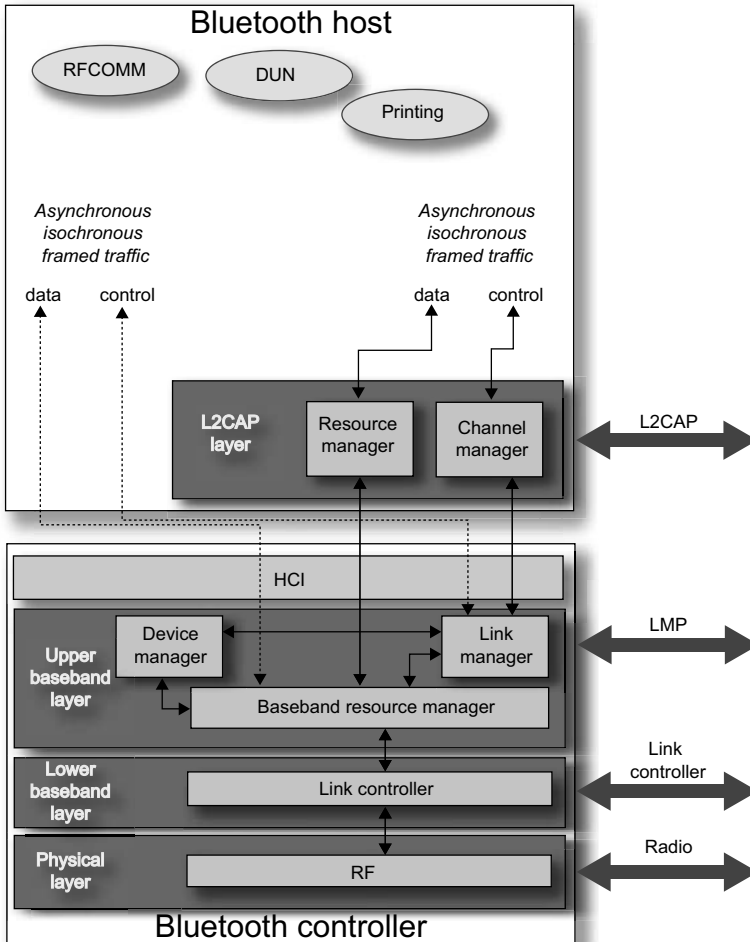 Bluetooth host
RFCOMM
DUN
Printing
Asynchronous
isochronous
framed traffic
data control
Asynchronous
isochronous
framed traffic
data control
L2CAP
layer
Resource
manager
Channel
manager
L2CAP
HCI
Upper
baseband
layer
Device
manager
Link
manager
LMP
Baseband resource manager
Lower
baseband
layer
Link controller
Link
controller
Physical
layer
RF
Radio
Bluetooth controller